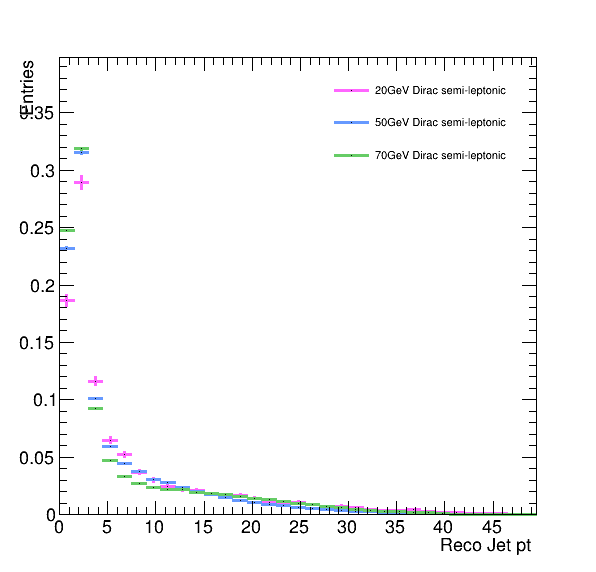 Entries
20GeV Dirac semi-leptonic
50GeV Dirac semi-leptonic
70GeV Dirac semi-leptonic
0.35
0.3
0.25
0.2
0.15
0.1
0.05
0
0 5 10 15 20 25 30 35 40 45
Reco Jet pt